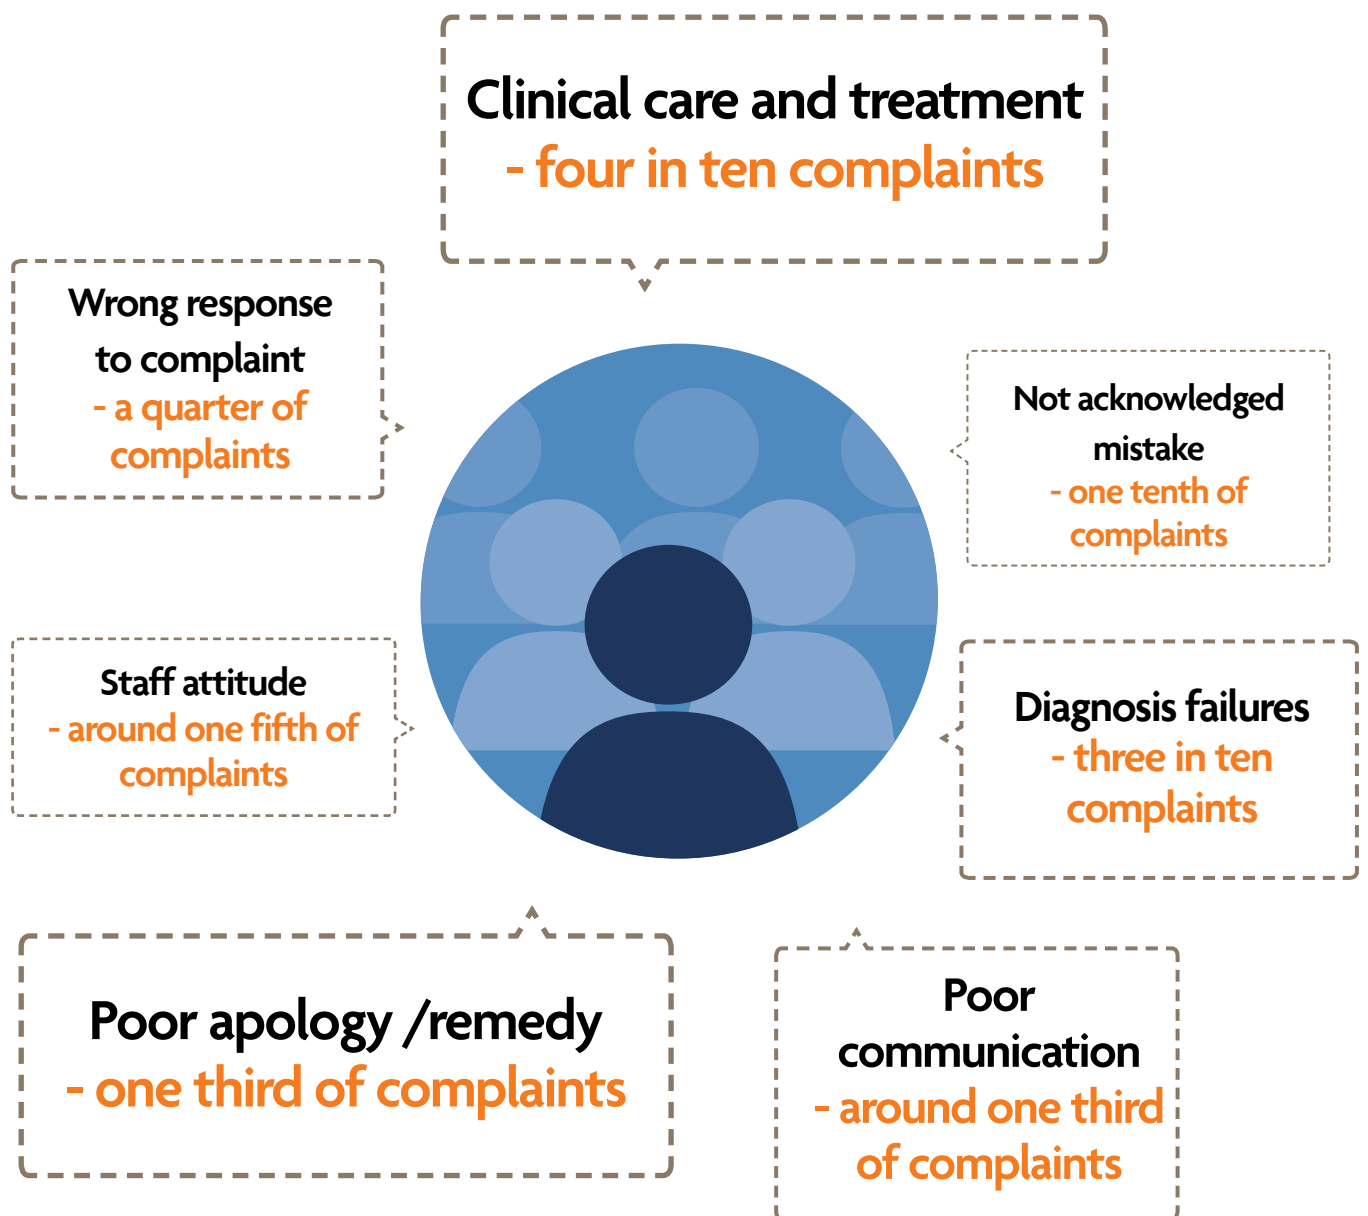 Clinical care and treatment
- four in ten complaints
Wrong response
to complaint
- a quarter of
complaints
Not acknowledged
mistake
- one tenth of
complaints
Staff attitude
- around one fifth of
complaints
Diagnosis failures
- three in ten
complaints
Poor apology /remedy
- one third of complaints
Poor
communication
- around one third
of complaints